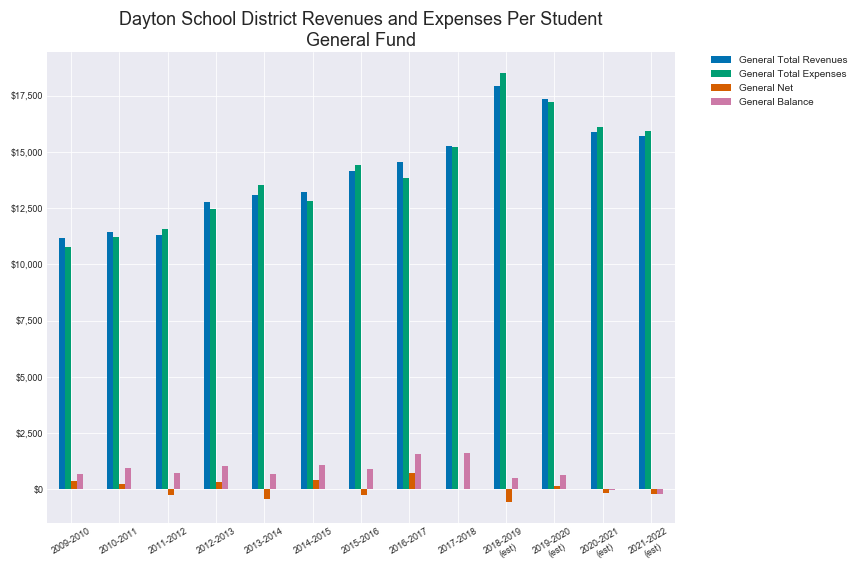 Dayton School District Revenues and Expenses Per Student
General Fund
General Total Revenues
General Total Expenses
General Net
General Balance
$17,500
$15,000
$12,500
$10,000
$7,500
$5,000
$2,500
$0
2009-2010
2010-2011
2011-2012
2012-2013
2013-2014
2014-2015
2015-2016
2016-2017
2017-2018
2018-2019
(est)
2019-2020
(est)
2020-2021
(est)
2021-2022
(est)